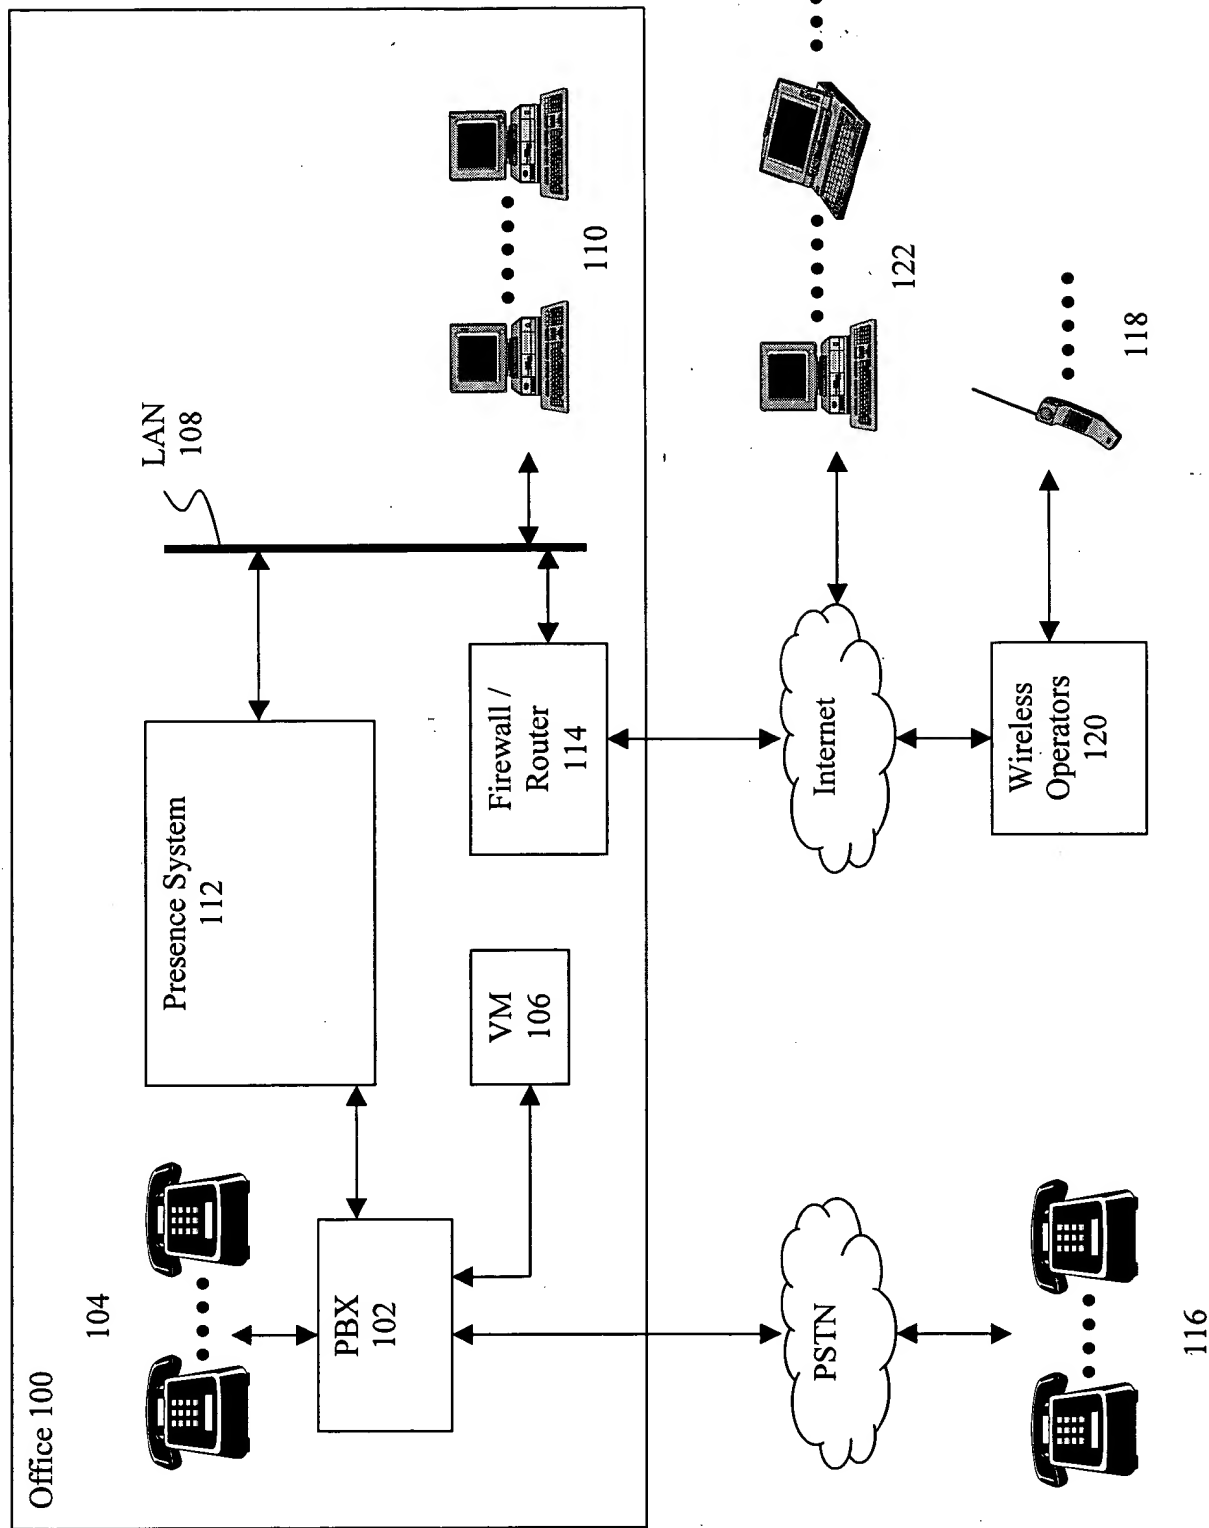 Office 100
104
PBX
102
Presence System
112
VM
106
LAN
108
Firewall /
Router
114
110
PSTN
116
Internet
122
Wireless
Operators
120
118